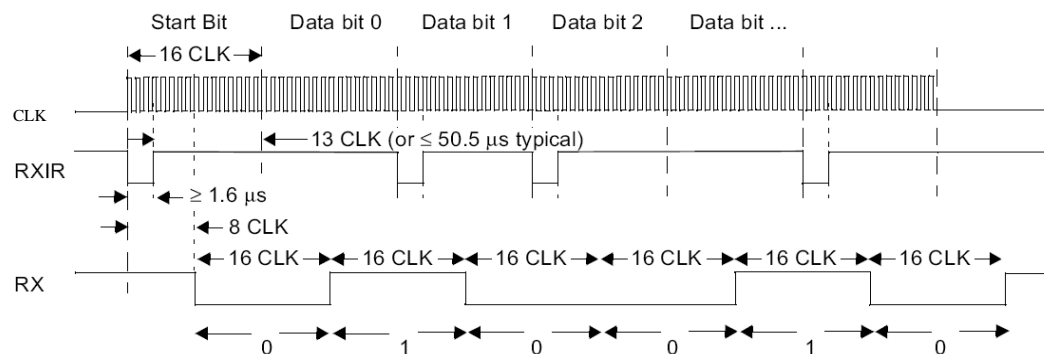 Start Bit Data bit 0 Data bit 1 Data bit 2 Data bit ...
16 CLK
CLK
13 CLK (or ≤ 50.5 μs typical)
RXIR
≥ 1.6 μs
8 CLK
16 CLK 16 CLK 16 CLK 16 CLK 16 CLK 16 CLK
RX
0 1 0 0 1 0